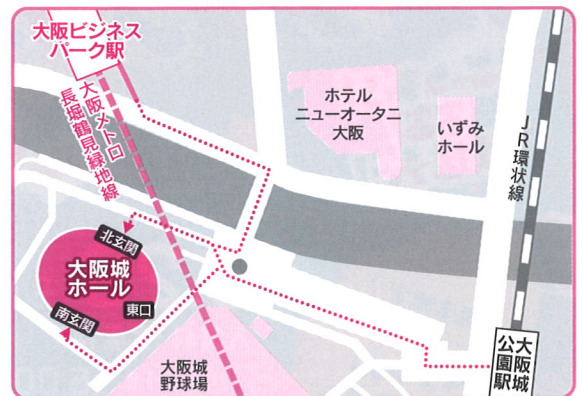 大阪ビジネス
パーク駅
大阪メトロ
長堀鶴見緑地線
ホテル
ニューオータニ
大阪
いずみ
ホール
JR環状線
北玄関
大阪城
ホール
東口
南玄関
大阪城
野球場
大阪城
公園駅